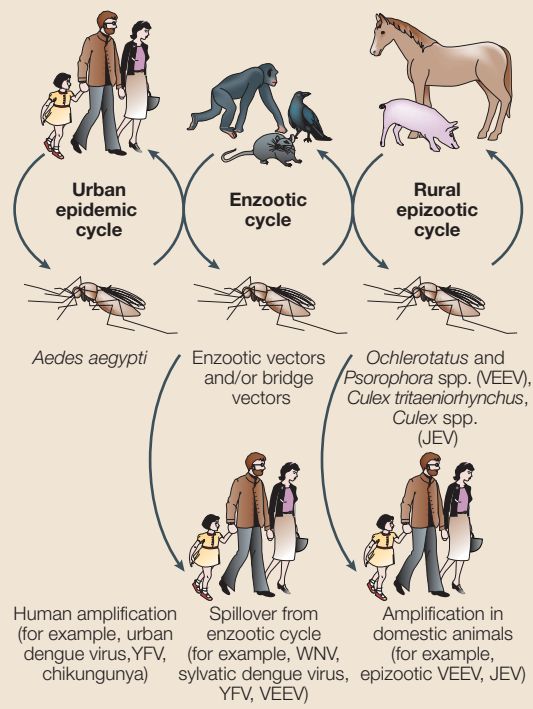 Urban
epidemic
cycle
Enzootic
cycle
Rural
epizootic
cycle
Aedes aegypti
Enzootic vectors
and/or bridge
vectors
Ochlerotatus and
Psorophora spp. (VEEV),
Culex tritaeniorhynchus,
Culex spp.
(JEV)
Human amplification
(for example, urban
dengue virus,YFV,
chikungunya)
Spillover from
enzootic cycle
(for example, WNV,
sylvatic dengue virus,
YFV, VEEV)
Amplification in
domestic animals
(for example,
epizootic VEEV, JEV)